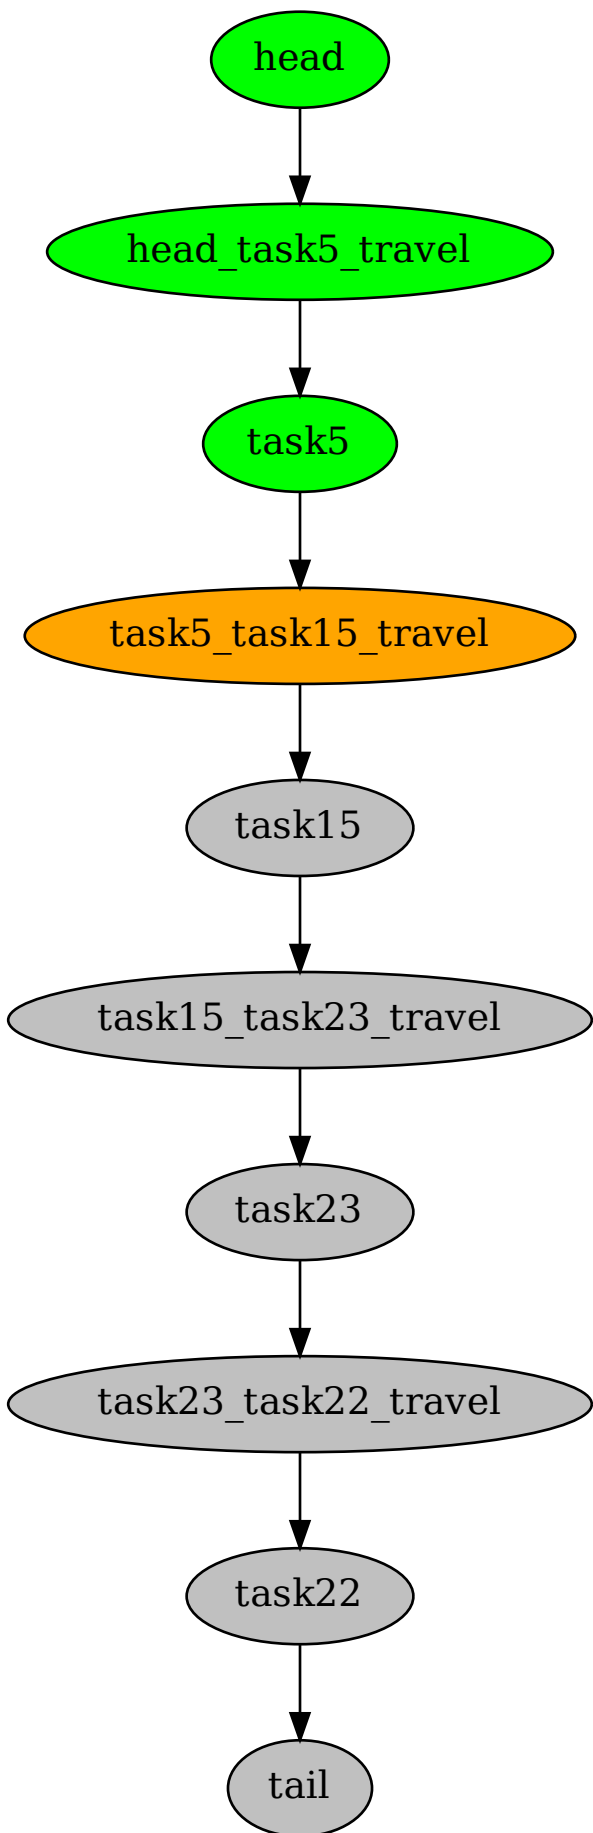 head
head_task5_travel
task5
task5_task15_travel
task15
task15_task23_travel
task23
task23_task22_travel
task22
tail